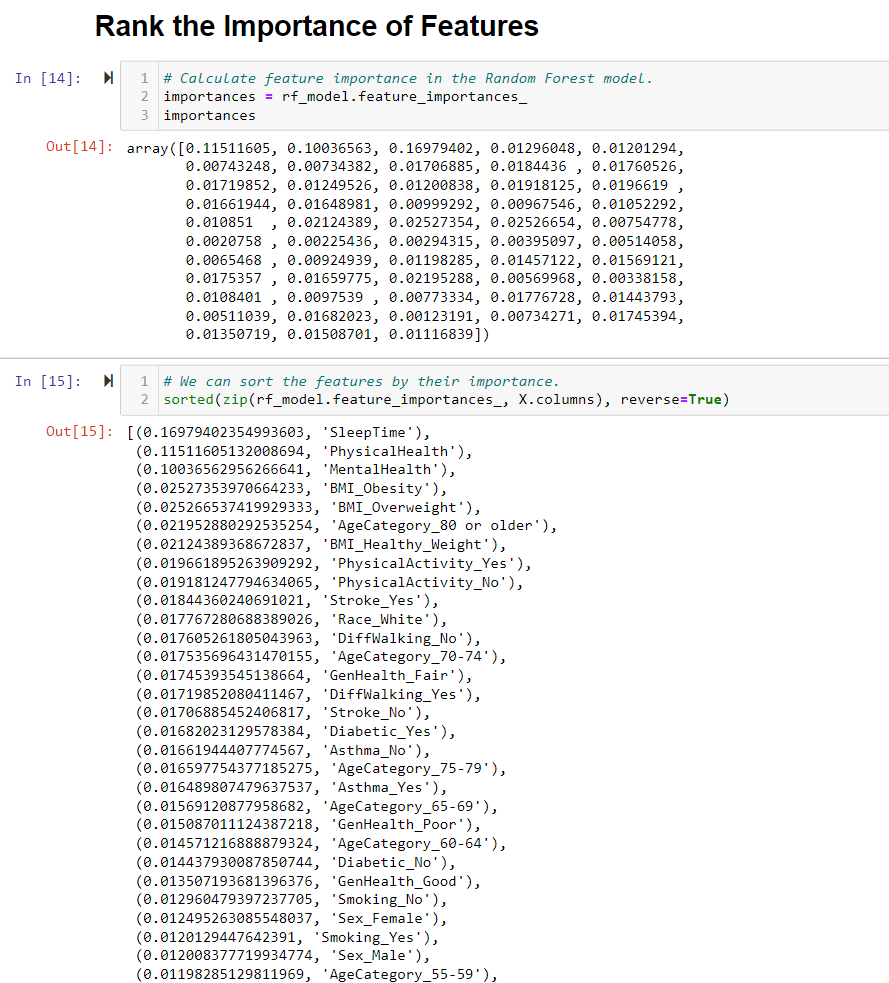 Rank the Importance of Features
In [14]:
1 # Calculate feature importance in the Random Forest model.
2 importances = rf_model.feature_importances_
3 importances
Out[14]: array([0.11511605, 0.10036563, 0.16979402, 0.01296048, 0.01201294,
0.00743248, 0.00734382, 0.01706885, 0.0184436 , 0.01760526,
0.01719852, 0.01249526, 0.01200838, 0.01918125, 0.0196619 ,
0.01661944, 0.01648981, 0.00999292, 0.00967546, 0.01052292,
0.010851  , 0.02124389, 0.02527354, 0.02526654, 0.00754778,
0.0020758 , 0.00225436, 0.00294315, 0.00395097, 0.00514058,
0.0065468 , 0.00924939, 0.01198285, 0.01457122, 0.01569121,
0.0175357 , 0.01659775, 0.02195288, 0.00569968, 0.00338158,
0.0108401 , 0.0097539 , 0.00773334, 0.01776728, 0.01443793,
0.00511039, 0.01682023, 0.00123191, 0.00734271, 0.01745394,
0.01350719, 0.01508701, 0.01116839])
In [15]:
1 # We can sort the features by their importance.
2 sorted(zip(rf_model.feature_importances_, X.columns), reverse=True)
Out[15]: [(0.16979402354993603, 'SleepTime'),
(0.11511605132008694, 'PhysicalHealth'),
(0.10036562956266641, 'MentalHealth'),
(0.02527353970664233, 'BMI_Obesity'),
(0.025266537419929333, 'BMI_Overweight'),
(0.021952880292535254, 'AgeCategory_80 or older'),
(0.02124389368672837, 'BMI_Healthy_Weight'),
(0.019661895263909292, 'PhysicalActivity_Yes'),
(0.019181247794634065, 'PhysicalActivity_No'),
(0.01844360240691021, 'Stroke_Yes'),
(0.017767280688389026, 'Race_White'),
(0.017605261805043963, 'DiffWalking_No'),
(0.017535696431470155, 'AgeCategory_70-74'),
(0.01745393545138664, 'GenHealth_Fair'),
(0.01719852080411467, 'DiffWalking_Yes'),
(0.01706885452406817, 'Stroke_No'),
(0.01682023129578384, 'Diabetic_Yes'),
(0.01661944407774567, 'Asthma_No'),
(0.016597754377185275, 'AgeCategory_75-79'),
(0.016489807479637537, 'Asthma_Yes'),
(0.01569120877958682, 'AgeCategory_65-69'),
(0.015087011124387218, 'GenHealth_Poor'),
(0.014571216888879324, 'AgeCategory_60-64'),
(0.014437930087850744, 'Diabetic_No'),
(0.013507193681396376, 'GenHealth_Good'),
(0.012960479397237705, 'Smoking_No'),
(0.012495263085548037, 'Sex_Female'),
(0.0120129447642391, 'Smoking_Yes'),
(0.012008377719934774, 'Sex_Male'),
(0.01198285129811969, 'AgeCategory_55-59'),